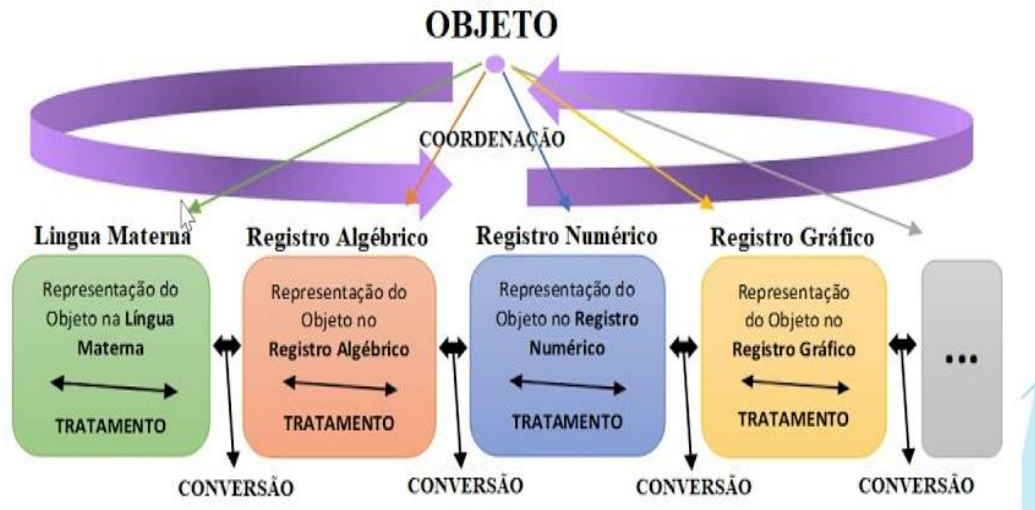 OBJETO
COORDENAÇÃO
Lingua Materna
Registro Algébrico
Registro Numérico
Registro Gráfico
Representação do
Objeto na Língua
Materna
TRATAMENTO
Representação do
Objeto no
Registro Algébrico
TRATAMENTO
Representação do
Objeto no Registro
Numérico
TRATAMENTO
Representação
do Objeto no
Registro Gráfico
TRATAMENTO
...
CONVERSÃO
CONVERSÃO
CONVERSÃO
CONVERSÃO